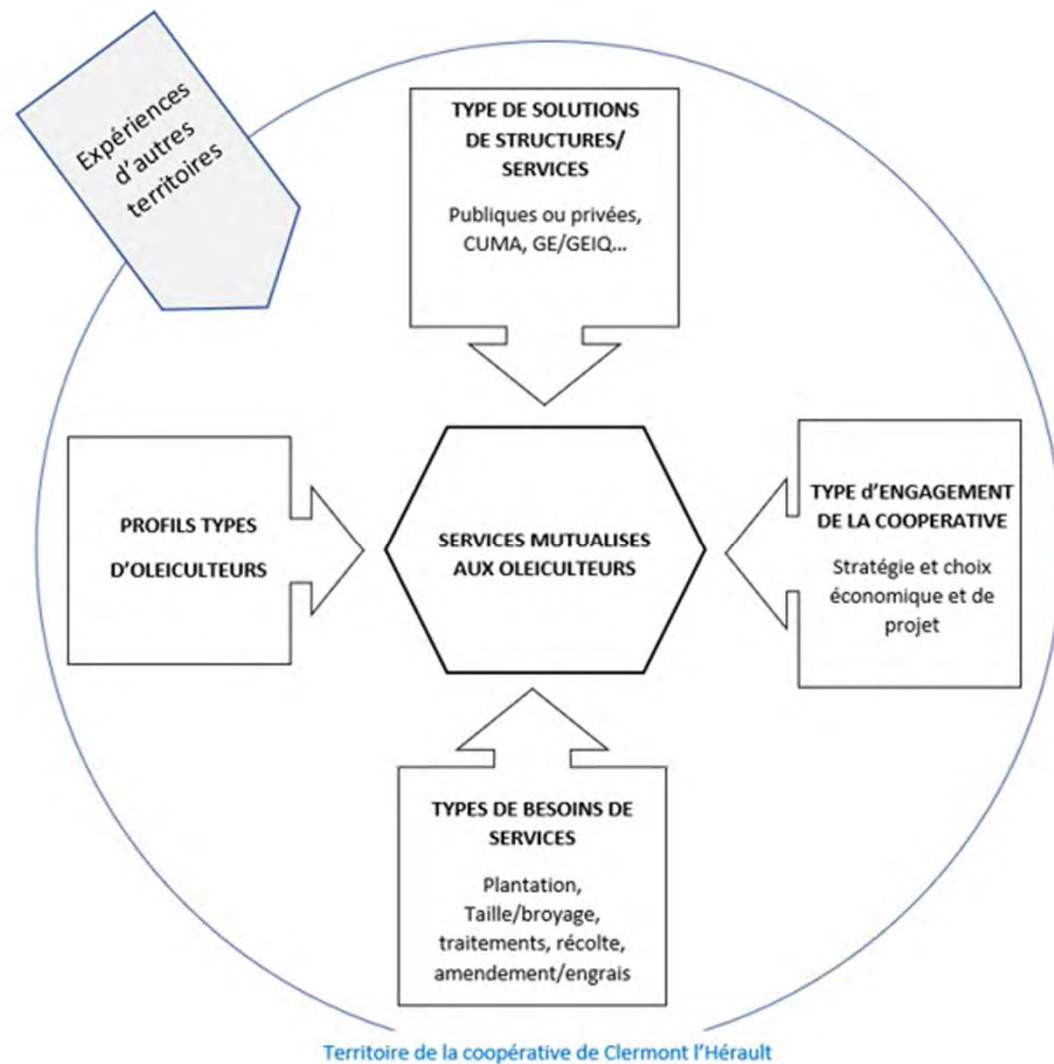 Expériences
d'autres
territoires
TYPE DE SOLUTIONS
DE STRUCTURES/
SERVICES
Publiques ou privées,
CUMA, GE/GEIQ...
PROFILS TYPES
D'OLEICULTEURS
SERVICES MUTUALISES
AUX OLEICULTEURS
TYPE d'ENGAGEMENT
DE LA COOPERATIVE
Stratégie et choix
économique et de
projet
TYPES DE BESOINS DE
SERVICES
Plantation,
Taille/broyage,
traitements, récolte,
amendement/engrais
Territoire de la coopérative de Clermont l'Hérault